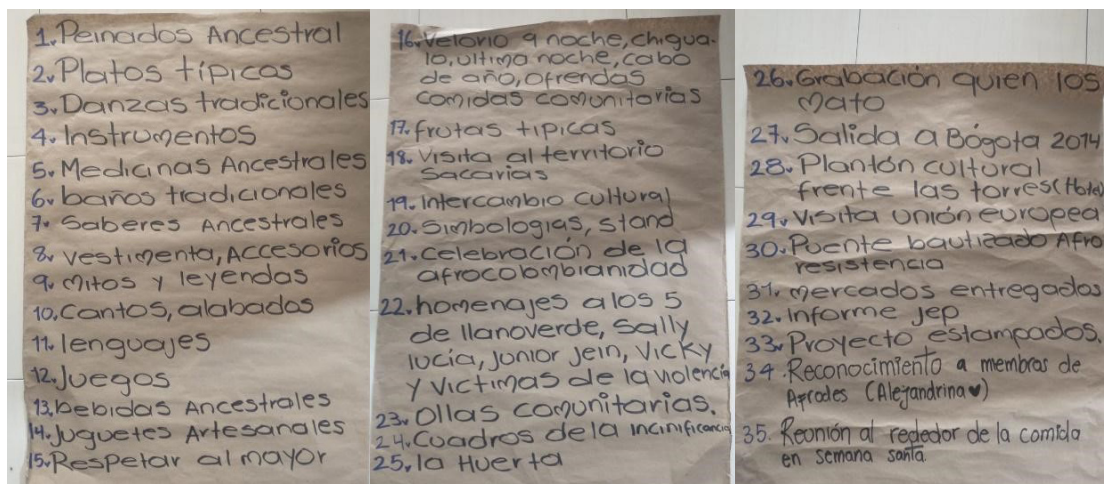 1. Peinados Ancestral
2. Platos típicos
3. Danzas tradicionales
4. Instrumentos
5. Medicinas Ancestrales
6. baños tradicionales
7. Saberes Ancestrales
8. vestimenta, Accesorios
9. mitos y leyendas
10. Cantos, alabados
11. lenguajes
12. Juegos
13. bebidas Ancestrales
14. Juguetes Artesanales
15. Respetar al mayor
16. Velorio 9 noche, chigua-
lo, ultima noche, cabo
de año, ofrendas
comidas comunitarias
17. frutas tipicas
18. Visita al territorio
Sacarias
19. Intercambio cultural
20. Simbologias, stand
21. celebración de la
afrocolombianidad
22. homenajes a los 5
de llanoverde, Sally
lucía, Junior Jein, Vicky
y victimas de la violencia
23. Ollas comunitarias.
24. Cuadros de la incinificancia
25. la Huerta
26. Grabación quien los
mato
27. Salida a Bógota 2014
28. Plantón cultural
frente las torres (Hotel)
29. Visita unión europea
30. Puente bautizado Afro
resistencia
31. mercados entregados
32. Informe Jep
33. Proyecto estampados.
34. Reconocimiento a membros de
Aprodes (Alejandrina ♥)
35. Reunión al rededor de la comida
en semana santa.